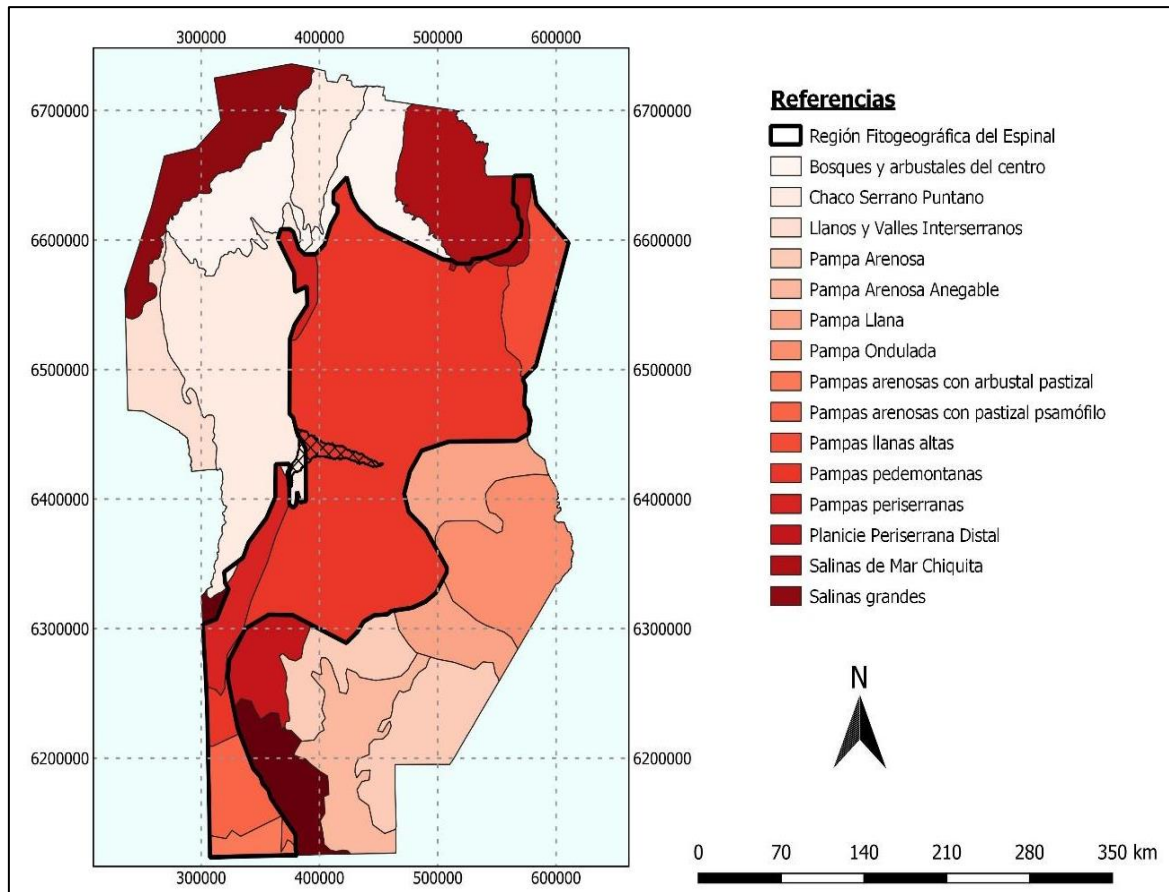 300000 400000 500000 600000
6700000 6700000
6600000 6600000
6500000 6500000
6400000 6400000
6300000 6300000
6200000 6200000
300000 400000 500000 600000
Referencias
Región Fitogeográfica del Espinal
Bosques y arbustales del centro
Chaco Serrano Puntano
Llanos y Valles Interserranos
Pampa Arenosa
Pampa Arenosa Anegable
Pampa Llana
Pampa Ondulada
Pampas arenosas con arbustal pastizal
Pampas arenosas con pastizal psamófilo
Pampas llanas altas
Pampas pedemontanas
Pampas periserranas
Planicie Periserrana Distal
Salinas de Mar Chiquita
Salinas grandes
N
0 70 140 210 280 350 km